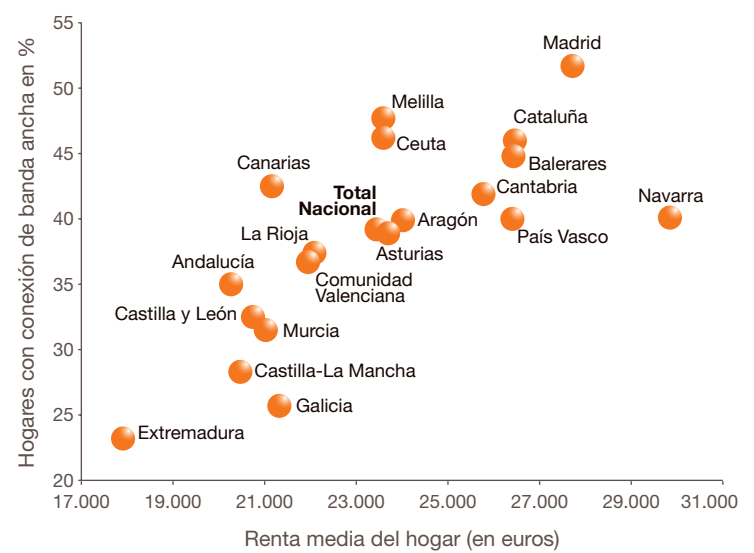 Hogares con conexión de banda ancha en %
55
50
45
40
35
30
25
20
Madrid
Melilla
Cataluña
Ceuta
Balerares
Canarias
Cantabria
Total
Nacional
Navarra
Aragón
La Rioja
País Vasco
Asturias
Andalucía
Comunidad
Valenciana
Castilla y León
Murcia
Castilla-La Mancha
Galicia
Extremadura
17.000 19.000 21.000 23.000 25.000 27.000 29.000 31.000
Renta media del hogar (en euros)